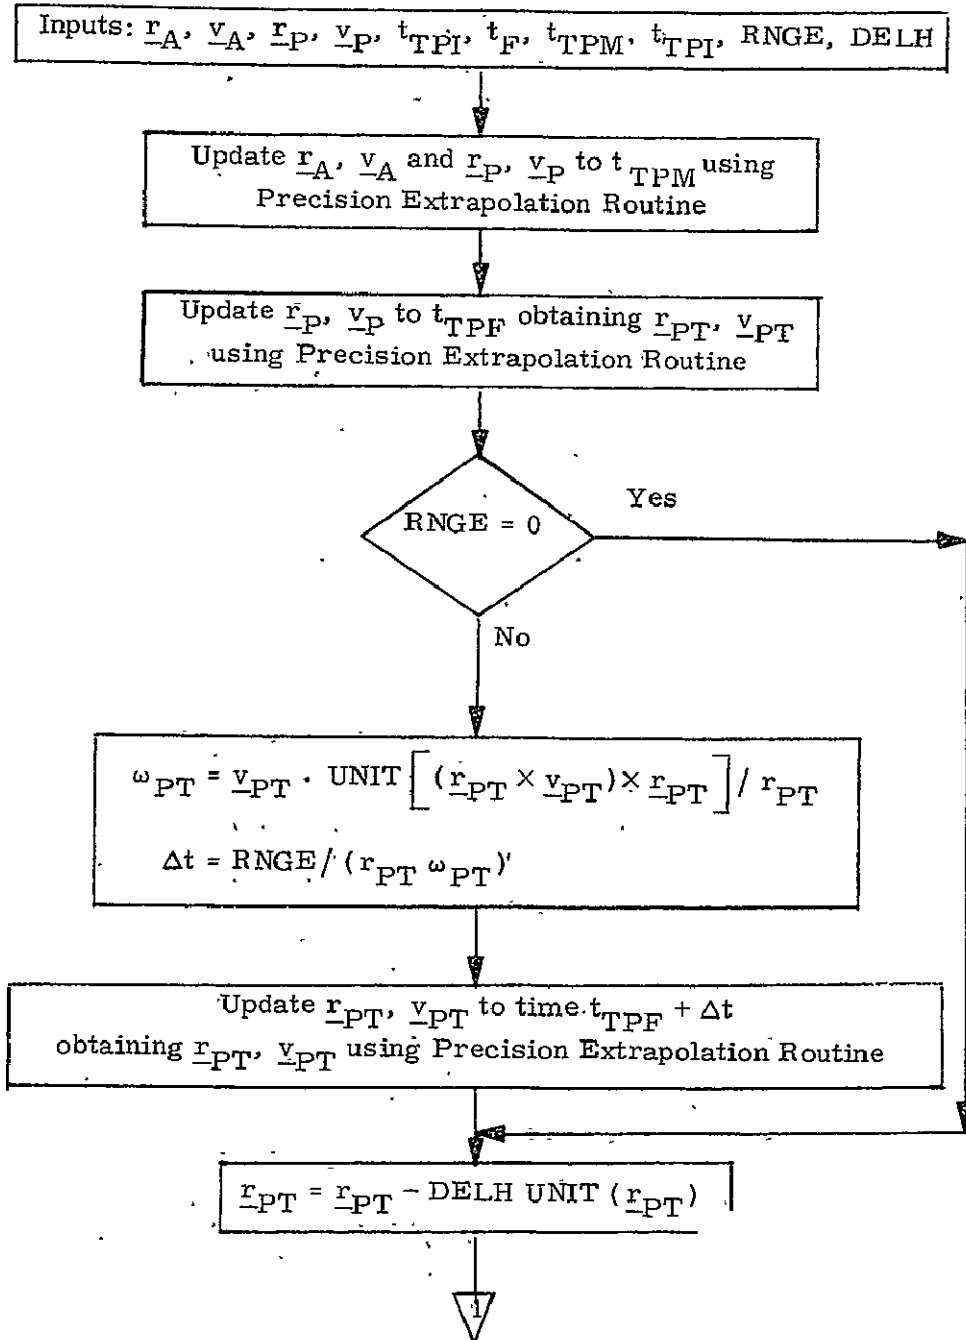 Inputs: r_A, v_A, r_P, v_P, t_TPI, t_F, t_TPM, t_TPI, RNGE, DELH
Update r_A, v_A and r_P, v_P to t_TPM using
Precision Extrapolation Routine
Update r_P, v_P to t_TPF obtaining r_PT, v_PT
using Precision Extrapolation Routine
RNGE = 0
Yes
No
ω_PT = v_PT · UNIT [(r_PT × v_PT) × r_PT] / r_PT
Δt = RNGE / (r_PT ω_PT)
Update r_PT, v_PT to time t_TPF + Δt
obtaining r_PT, v_PT using Precision Extrapolation Routine
r_PT = r_PT − DELH UNIT (r_PT)
1